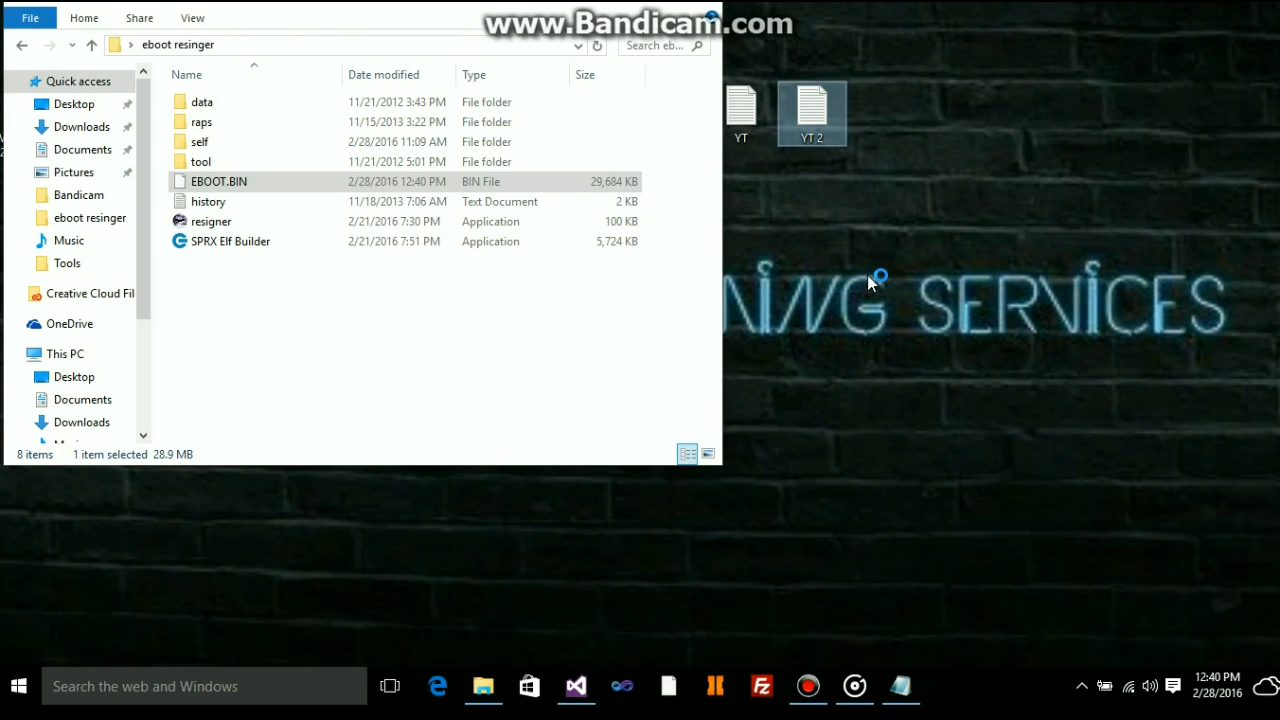 File Home Share View
www.Bandicam.com
eboot resinger
Search eb...
Name Date modified Type Size
Quick access
Desktop
Downloads
Documents
Pictures
Bandicam
eboot resinger
Music
Tools
Creative Cloud Fil
OneDrive
This PC
Desktop
Documents
Downloads
data 11/21/2012 3:43 PM File folder
raps 11/15/2013 3:22 PM File folder
self 2/28/2016 11:09 AM File folder
tool 11/21/2012 5:01 PM File folder
EBOOT.BIN 2/28/2016 12:40 PM BIN File 29,684 KB
history 11/18/2013 7:06 AM Text Document 2 KB
resigner 2/21/2016 7:30 PM Application 100 KB
SPRX Elf Builder 2/21/2016 7:51 PM Application 5,724 KB
8 items 1 item selected 28.9 MB
YT
YT 2
NING SERVICES
Search the web and Windows
12:40 PM
2/28/2016